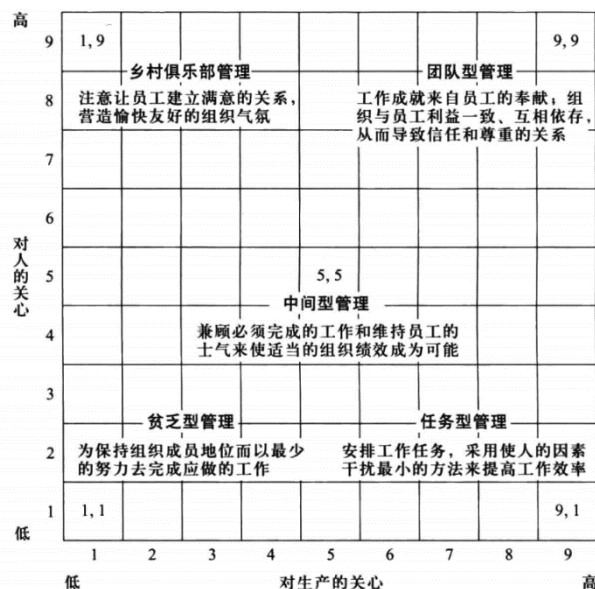 高
9
1, 9
9, 9
乡村俱乐部管理
团队型管理
8
注意让员工建立满意的关系，
营造愉快友好的组织气氛
工作成就来自员工的奉献；组
织与员工利益一致、互相依存，
从而导致信任和尊重的关系
7
6
对人的关心
5
5, 5
中间型管理
4
兼顾必须完成的工作和维持员工的
士气来使适当的组织绩效成为可能
3
贫乏型管理
任务型管理
2
为保持组织成员地位而以最少
的努力去完成应做的工作
安排工作任务，采用使人的因素
干扰最小的方法来提高工作效率
1
1, 1
9, 1
低
1 2 3 4 5 6 7 8 9
低 对生产的关心 高